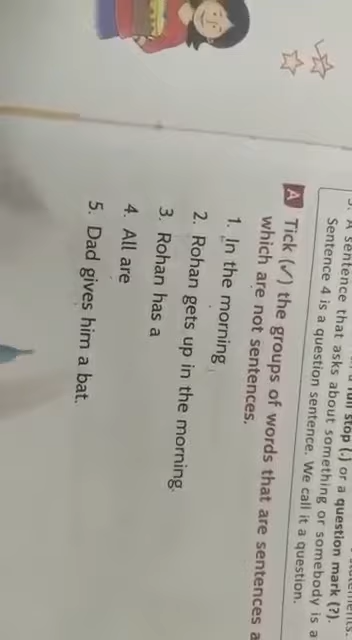 full stop (.) or a question mark (?).
A sentence that asks about something or somebody is a
Sentence 4 is a question sentence. We call it a question.
A Tick (✓) the groups of words that are sentences a
which are not sentences.
1. In the morning
2. Rohan gets up in the morning.
3. Rohan has a
4. All are
5. Dad gives him a bat.